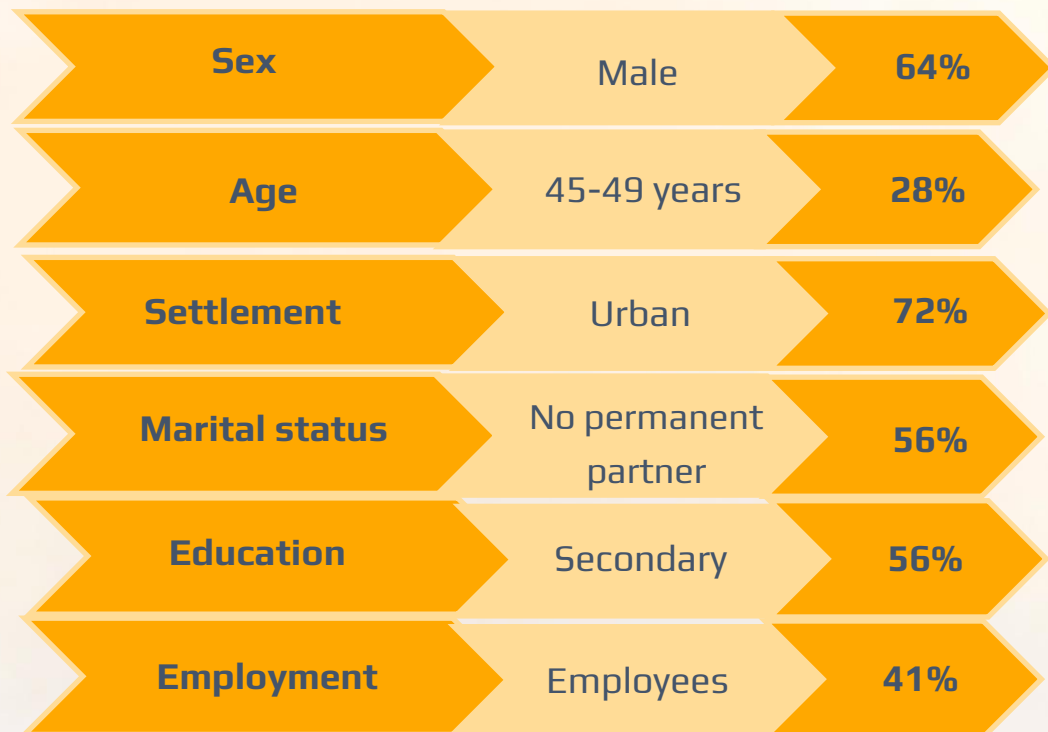 Sex
Male
64%
Age
45-49 years
28%
Settlement
Urban
72%
Marital status
No permanent
partner
56%
Education
Secondary
56%
Employment
Employees
41%